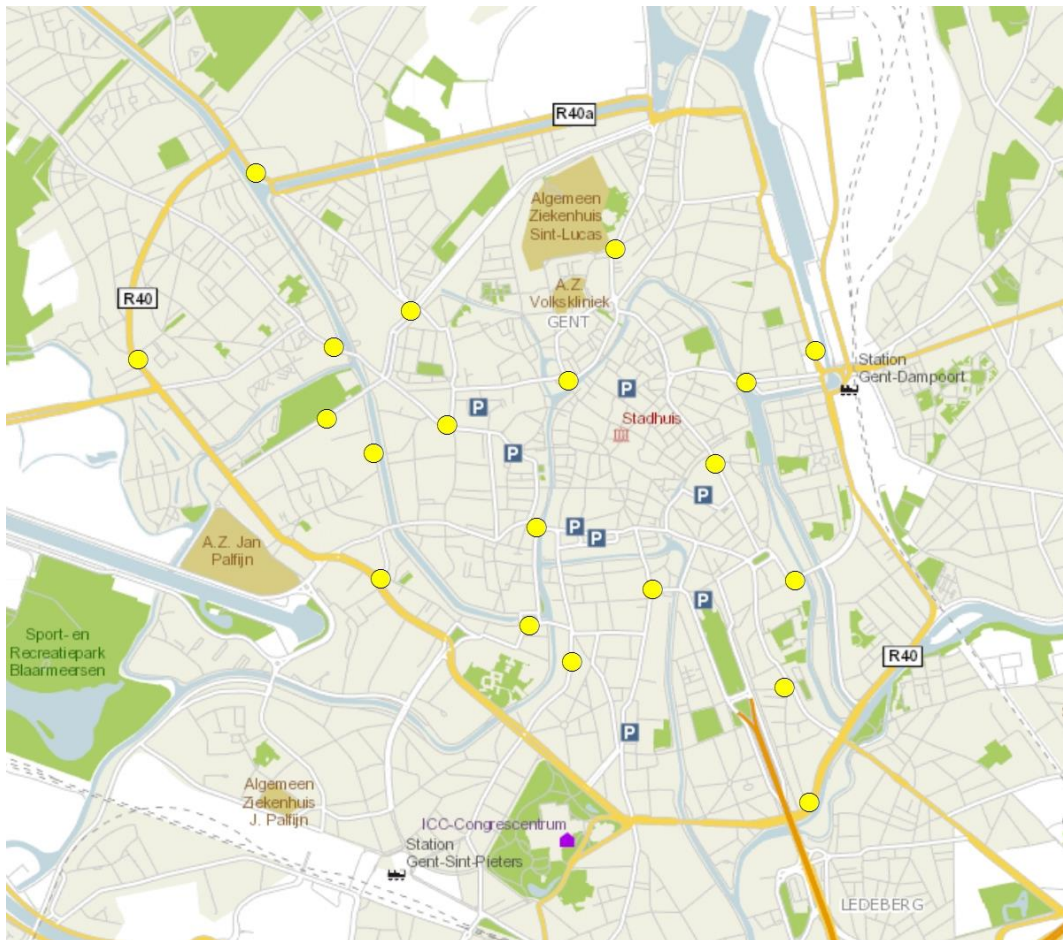 R40a
Algemeen
Ziekenhuis
Sint-Lucas
A.Z.
Volkskliniek
GENT
R40
Station
Gent-Dampoort
P
P
Stadhuis
P
P
P
P
A.Z. Jan
Palfijn
P
Sport- en
Recreatiepark
Blaarmeersen
R40
P
Algemeen
Ziekenhuis
J. Palfijn
ICC-Congrescentrum
Station
Gent-Sint-Pieters
LEDEBERG